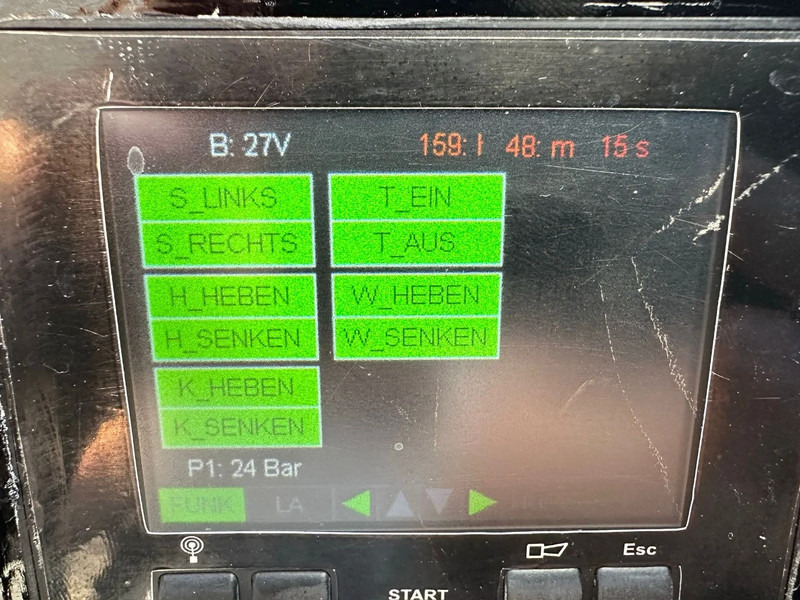 B: 27V 159: l 48: m 15 s
S_LINKS T_EIN
S_RECHTS T_AUS
H_HEBEN W_HEBEN
H_SENKEN W_SENKEN
K_HEBEN
K_SENKEN
P1: 24 Bar
FUNK LA
Esc
START